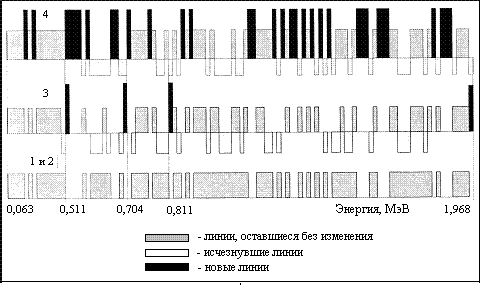 4
3
1 и 2
0,063 0,511 0,704 0,811 Энергия, МэВ 1,968
- линии, оставшиеся без изменения
- исчезнувшие линии
- новые линии